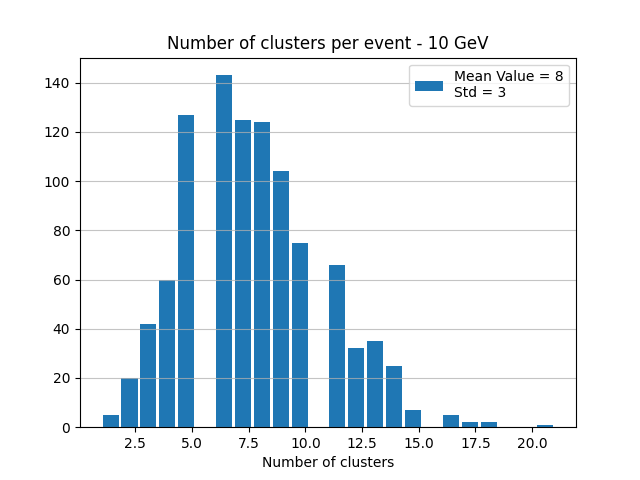 Number of clusters per event - 10 GeV
Mean Value = 8
Std = 3
140
120
100
80
60
40
20
0
2.5 5.0 7.5 10.0 12.5 15.0 17.5 20.0
Number of clusters